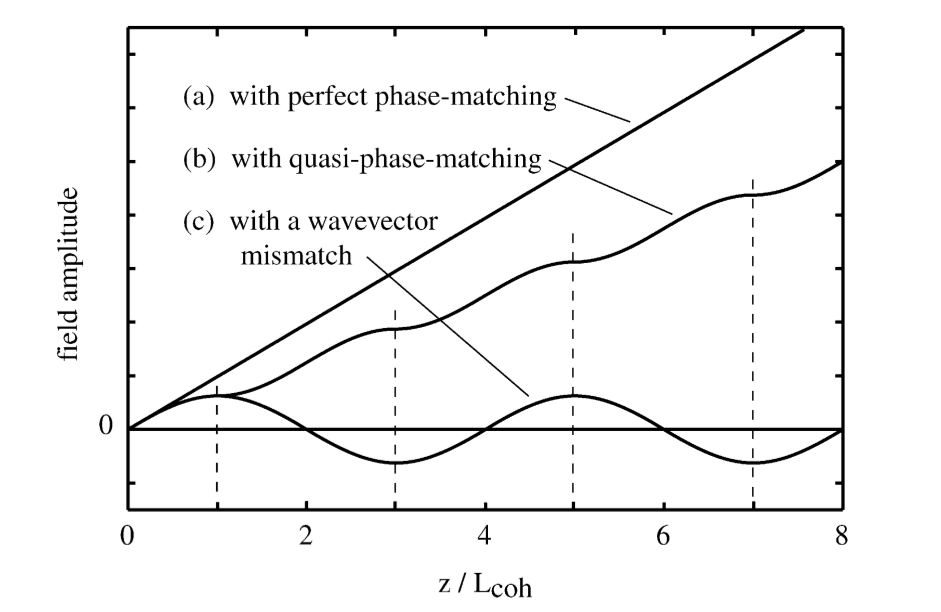 (a) with perfect phase-matching
(b) with quasi-phase-matching
(c) with a wavevector
mismatch
field amplitude
0
0 2 4 6 8
z / Lcoh